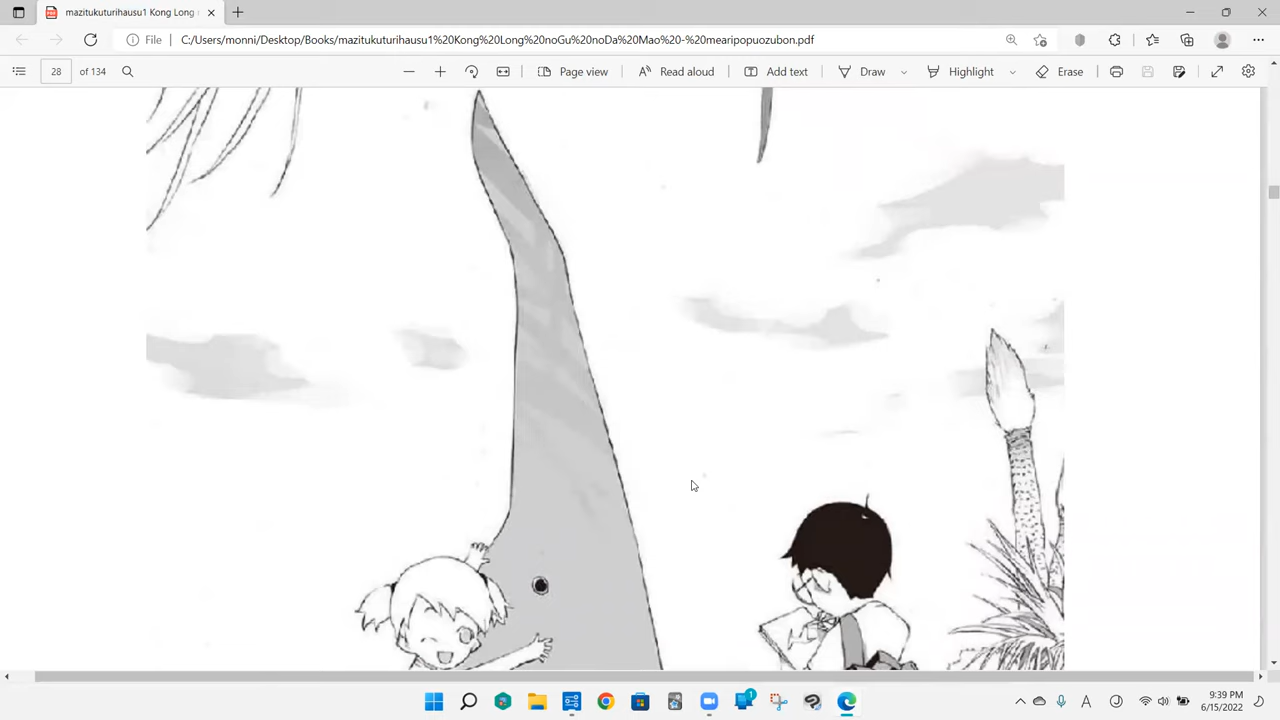 mazitukuturihausu1 Kong Long
File
C:/Users/monni/Desktop/Books/mazitukuturihausu1%20Kong%20Long%20noGu%20noDa%20Mao%20-%20mearipopuozubon.pdf
28 of 134
Page view
Read aloud
Add text
Draw
Highlight
Erase
1
A
9:39 PM
6/15/2022